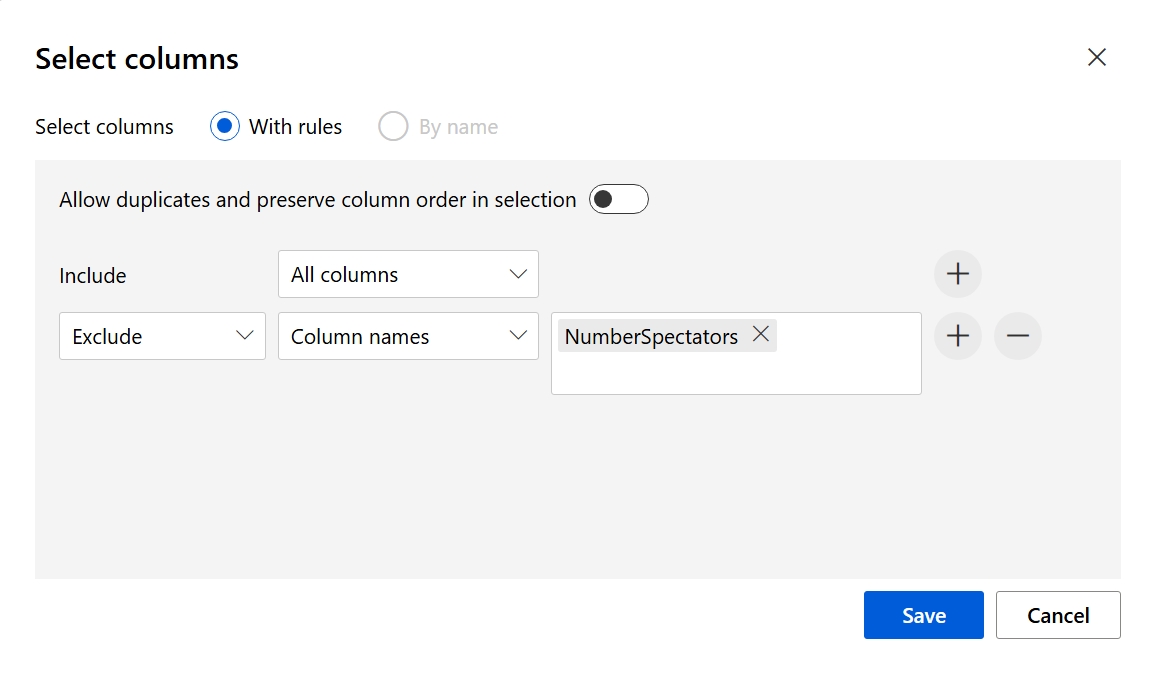 Select columns
Select columns With rules By name
Allow duplicates and preserve column order in selection
Include All columns
Exclude Column names NumberSpectators
Save Cancel